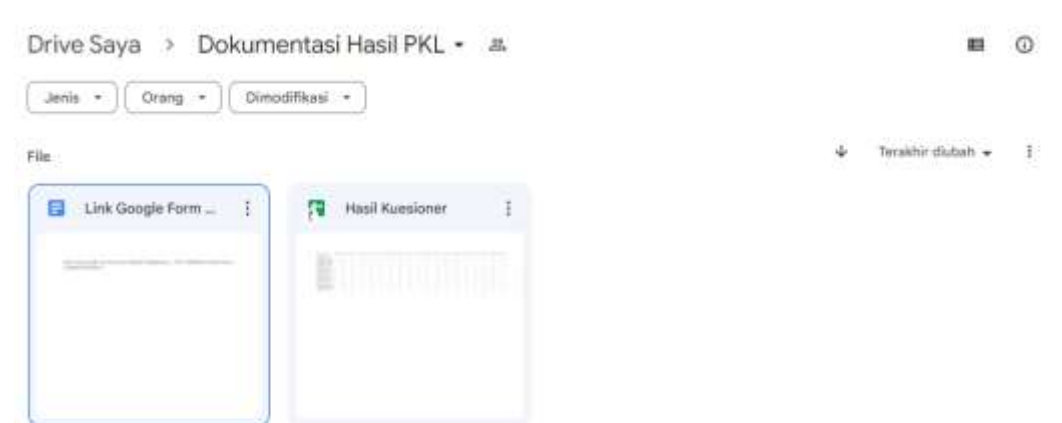 Drive Saya > Dokumentasi Hasil PKL
Jenis Orang Dimodifikasi
File Terakhir diubah
Link Google Form ...
Hasil Kuesioner